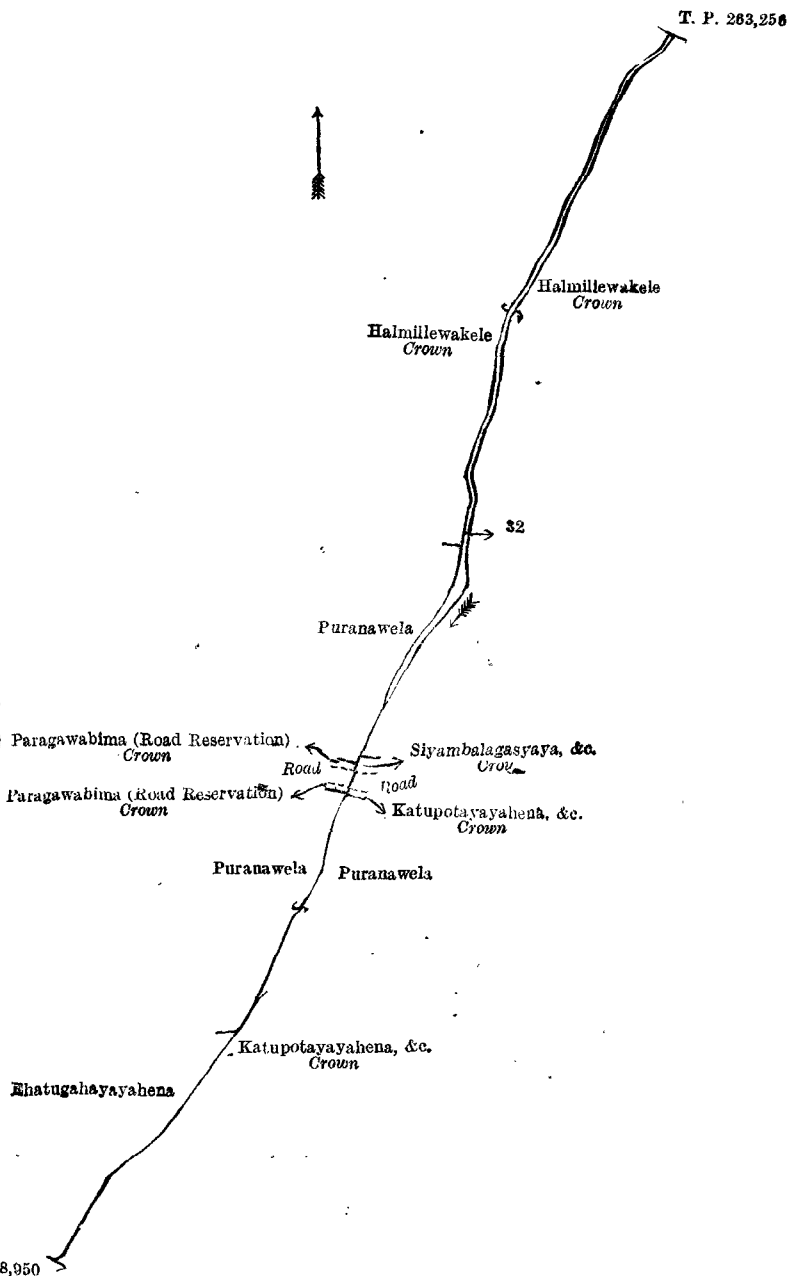 T. P. 263,256
Halmillewakele
Crown
Halmillewakele
Crown
32
Puranawela
Paragawabima (Road Reservation)
Crown
Siyambalagasyaya, &c.
Road
Road
Paragawabima (Road Reservation)
Crown
Katupotayayahena, &c.
Crown
Puranawela
Puranawela
Katupotayayahena, &c.
Crown
Ehatugahayayahena
8,950